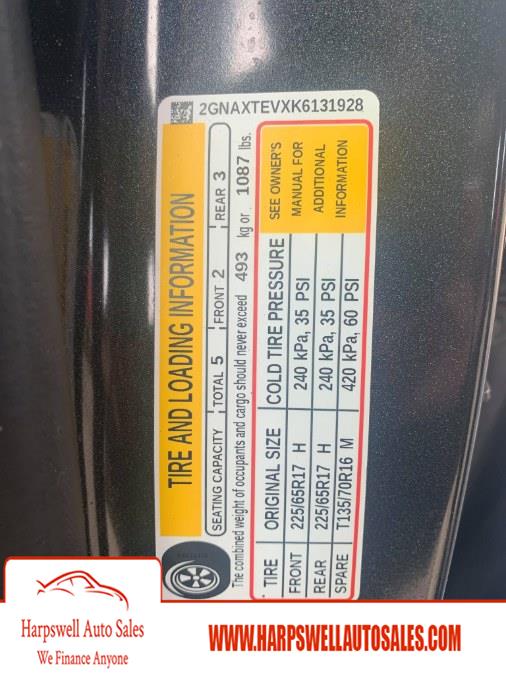 2GNAXTEVXK6131928
TIRE AND LOADING INFORMATION
SEATING CAPACITY TOTAL 5 FRONT 2 REAR 3
The combined weight of occupants and cargo should never exceed 493 kg or 1087 lbs.
TIRE ORIGINAL SIZE COLD TIRE PRESSURE SEE OWNER'S
FRONT 225/65R17 H 240 kPa, 35 PSI MANUAL FOR
REAR 225/65R17 H 240 kPa, 35 PSI ADDITIONAL
SPARE T135/70R16 M 420 kPa, 60 PSI INFORMATION
Harpswell Auto Sales
We Finance Anyone
WWW.HARPSWELLAUTOSALES.COM